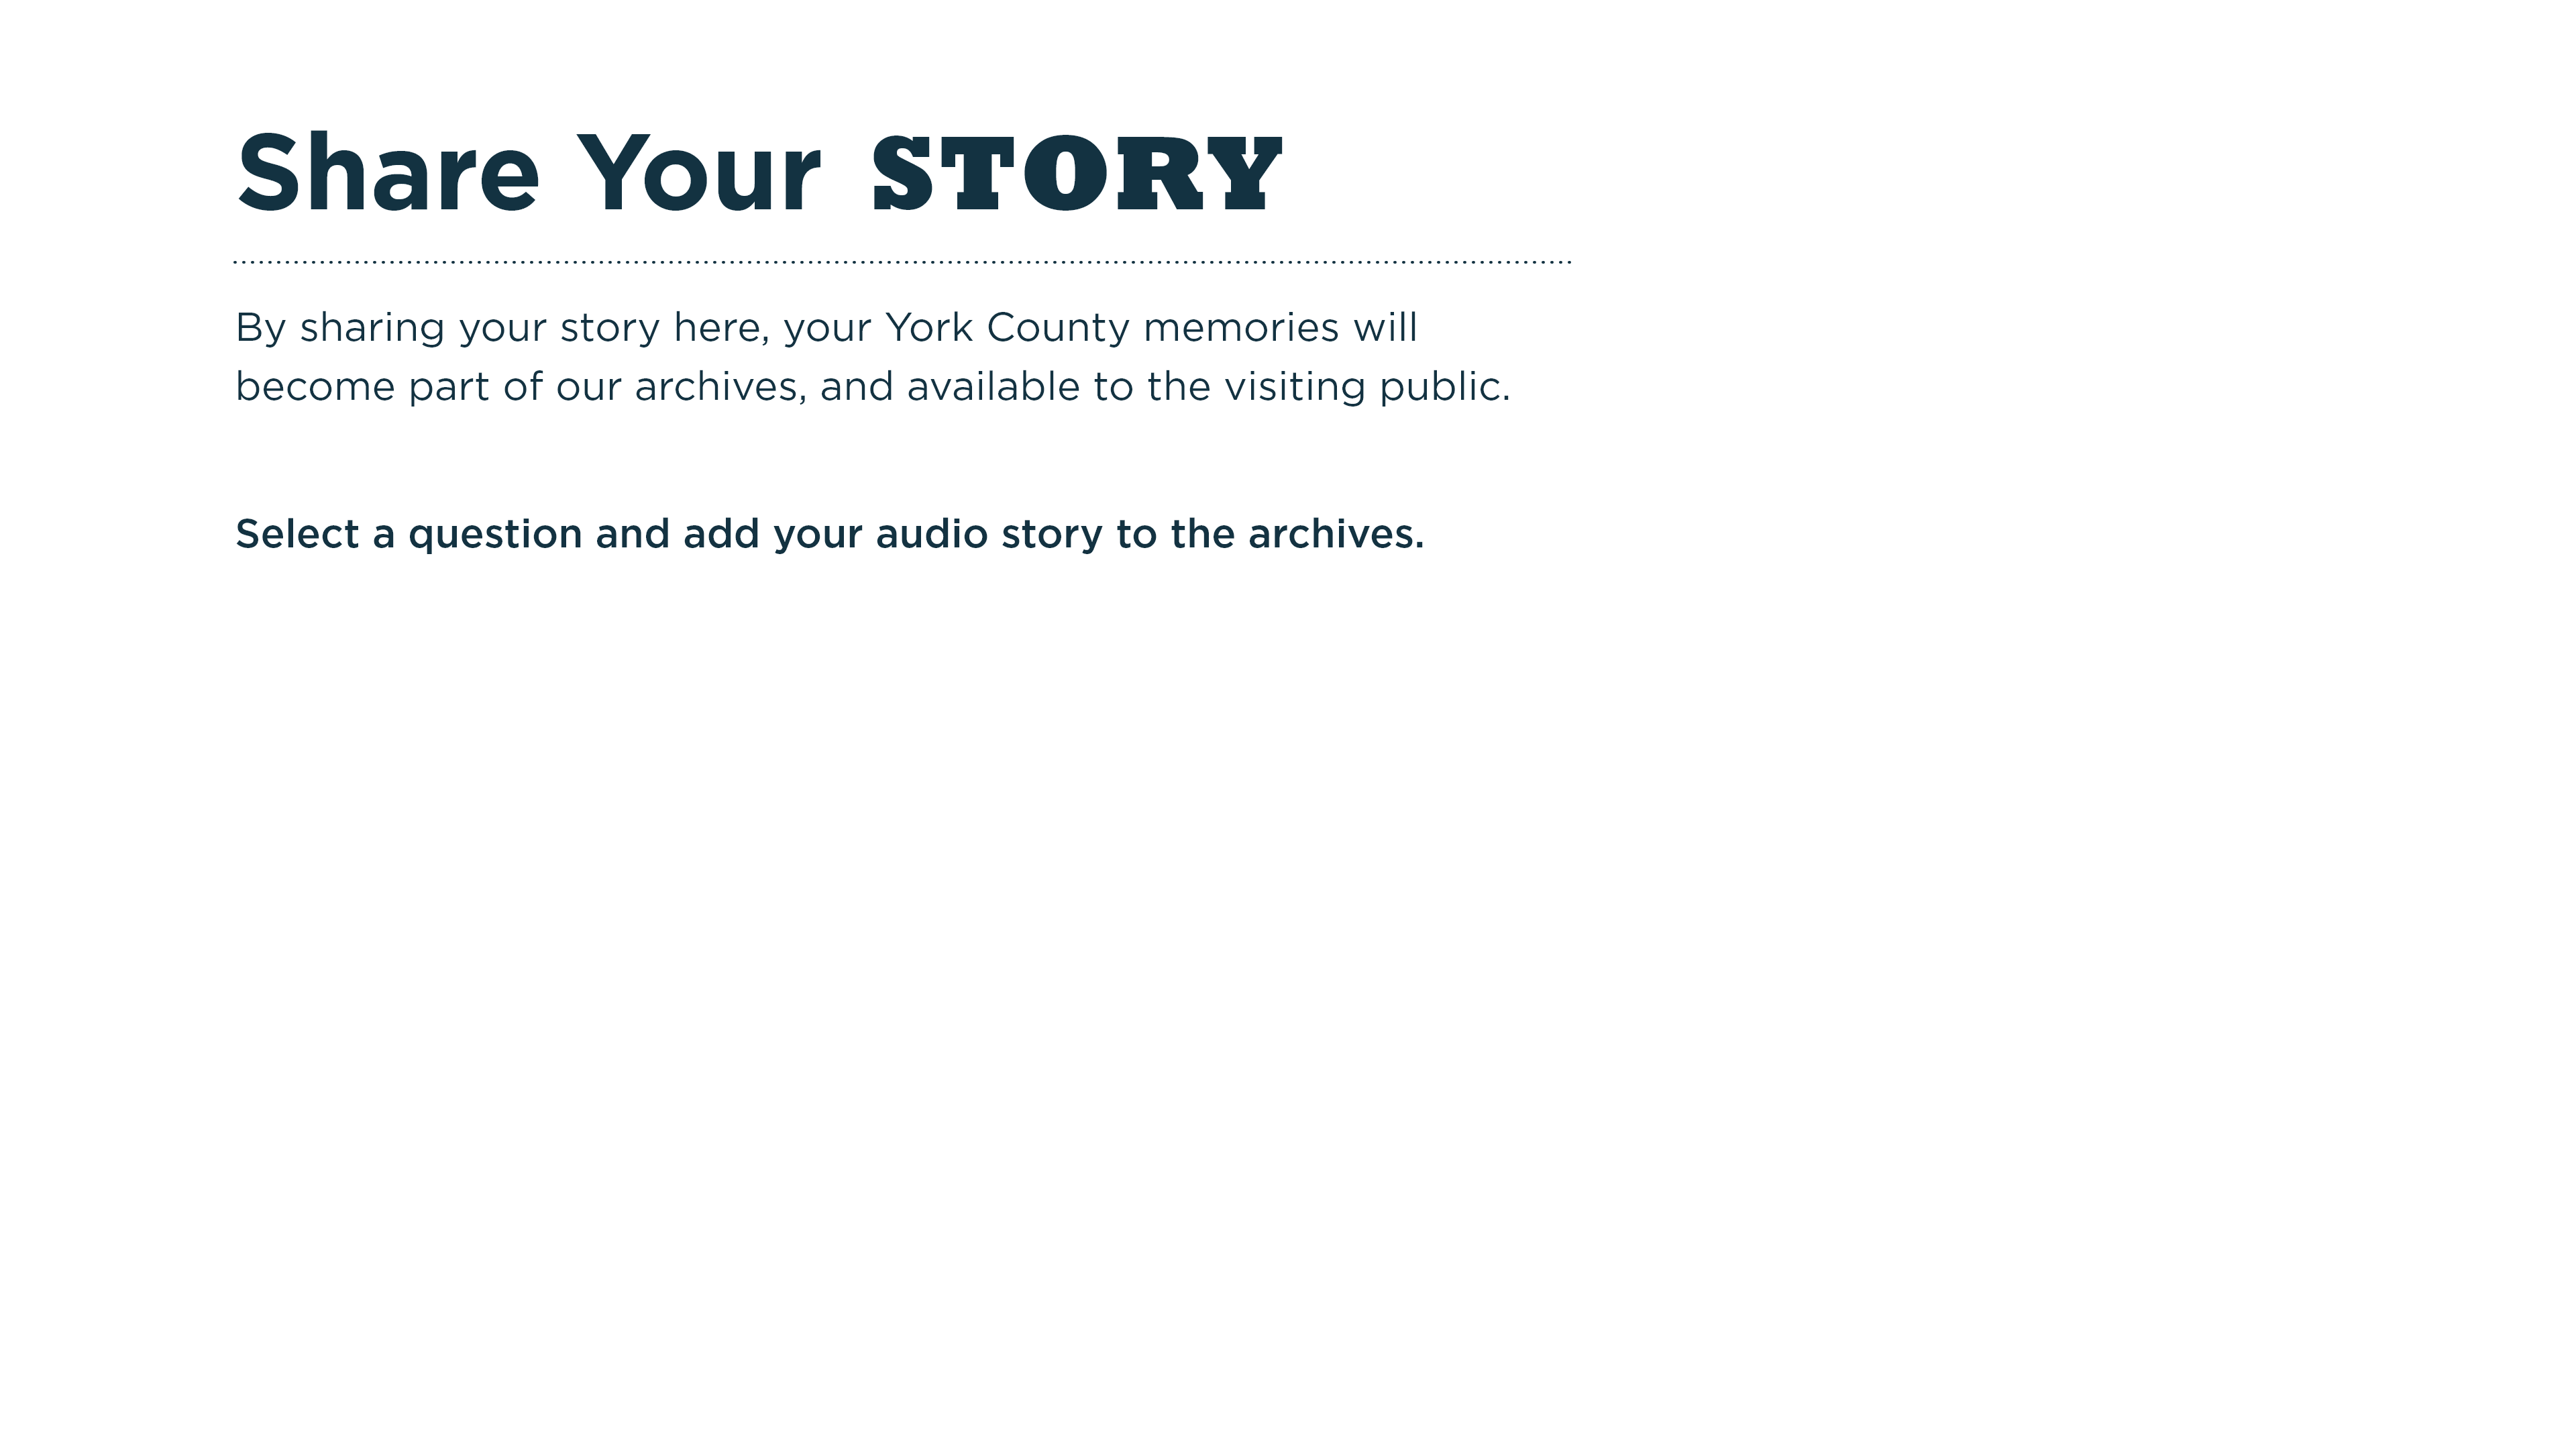 Share Your STORY
By sharing your story here, your York County memories will
become part of our archives, and available to the visiting public.
Select a question and add your audio story to the archives.